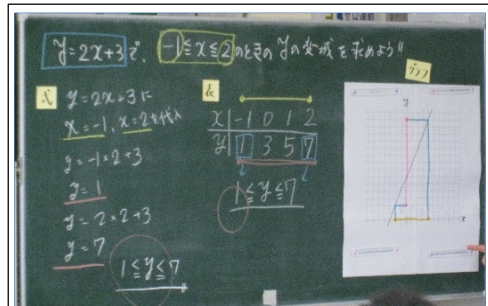 y=2x+3で、-1≦x≦2のときのyの変域を求めよう!!
式
y=2x+3に
x=-1, x=2を代入
y=-1×2+3
y=1
y=2×2+3
y=7
1≦y≦7
表
x -1 0 1 2
y 1 3 5 7
1≦y≦7
グラフ
y
x